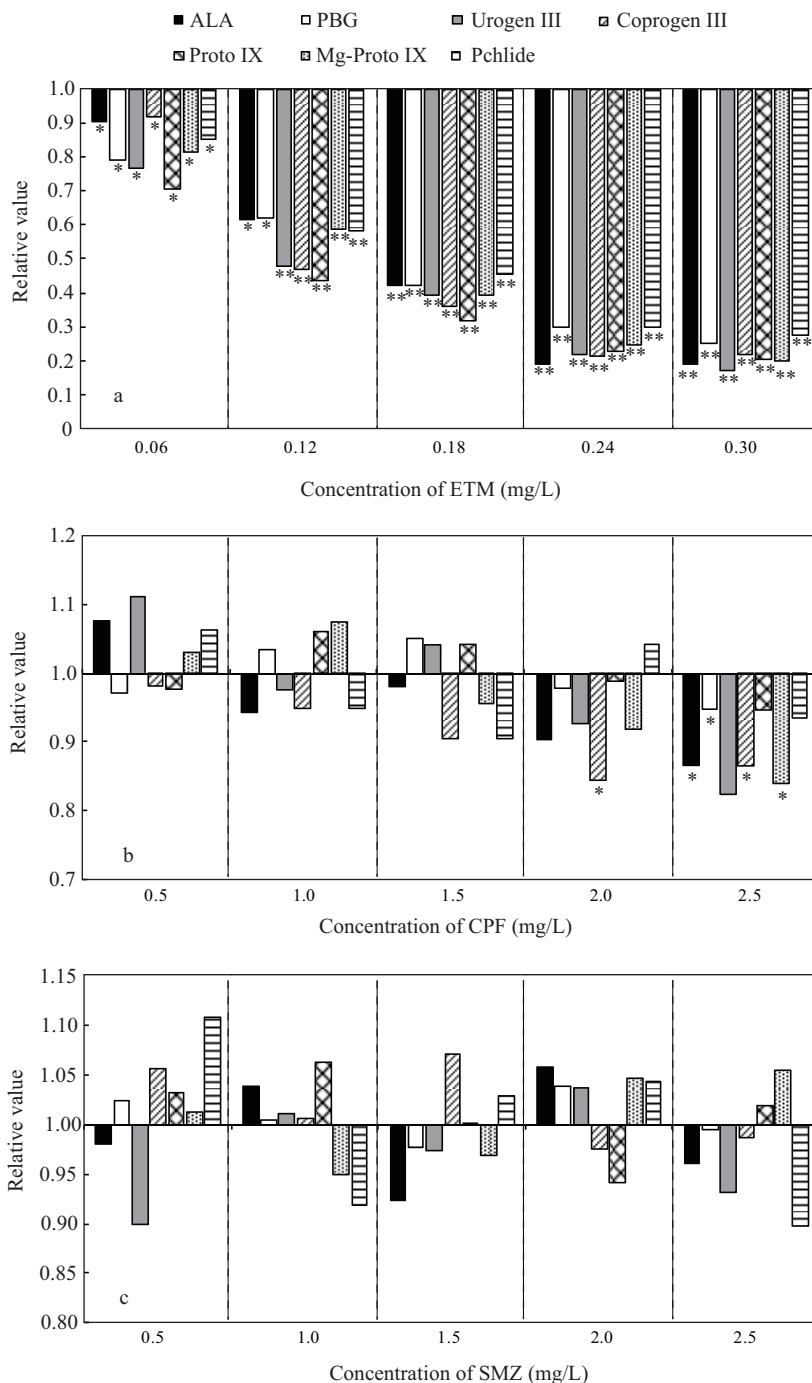 ALA PBG Urogen III Coprogen III
Proto IX Mg-Proto IX Pchlide
1.0
0.9
0.8
0.7
0.6
0.5
0.4
0.3
0.2
0.1
0
Relative value
* * * * * * *
* * ** ** ** ** **
** ** ** ** ** ** **
** ** ** ** ** ** **
** ** ** ** ** ** **
a
0.06 0.12 0.18 0.24 0.30
Concentration of ETM (mg/L)
1.2
1.1
1.0
0.9
0.8
0.7
Relative value
*
* * * *
b
0.5 1.0 1.5 2.0 2.5
Concentration of CPF (mg/L)
1.15
1.10
1.05
1.00
0.95
0.90
0.85
0.80
Relative value
c
0.5 1.0 1.5 2.0 2.5
Concentration of SMZ (mg/L)